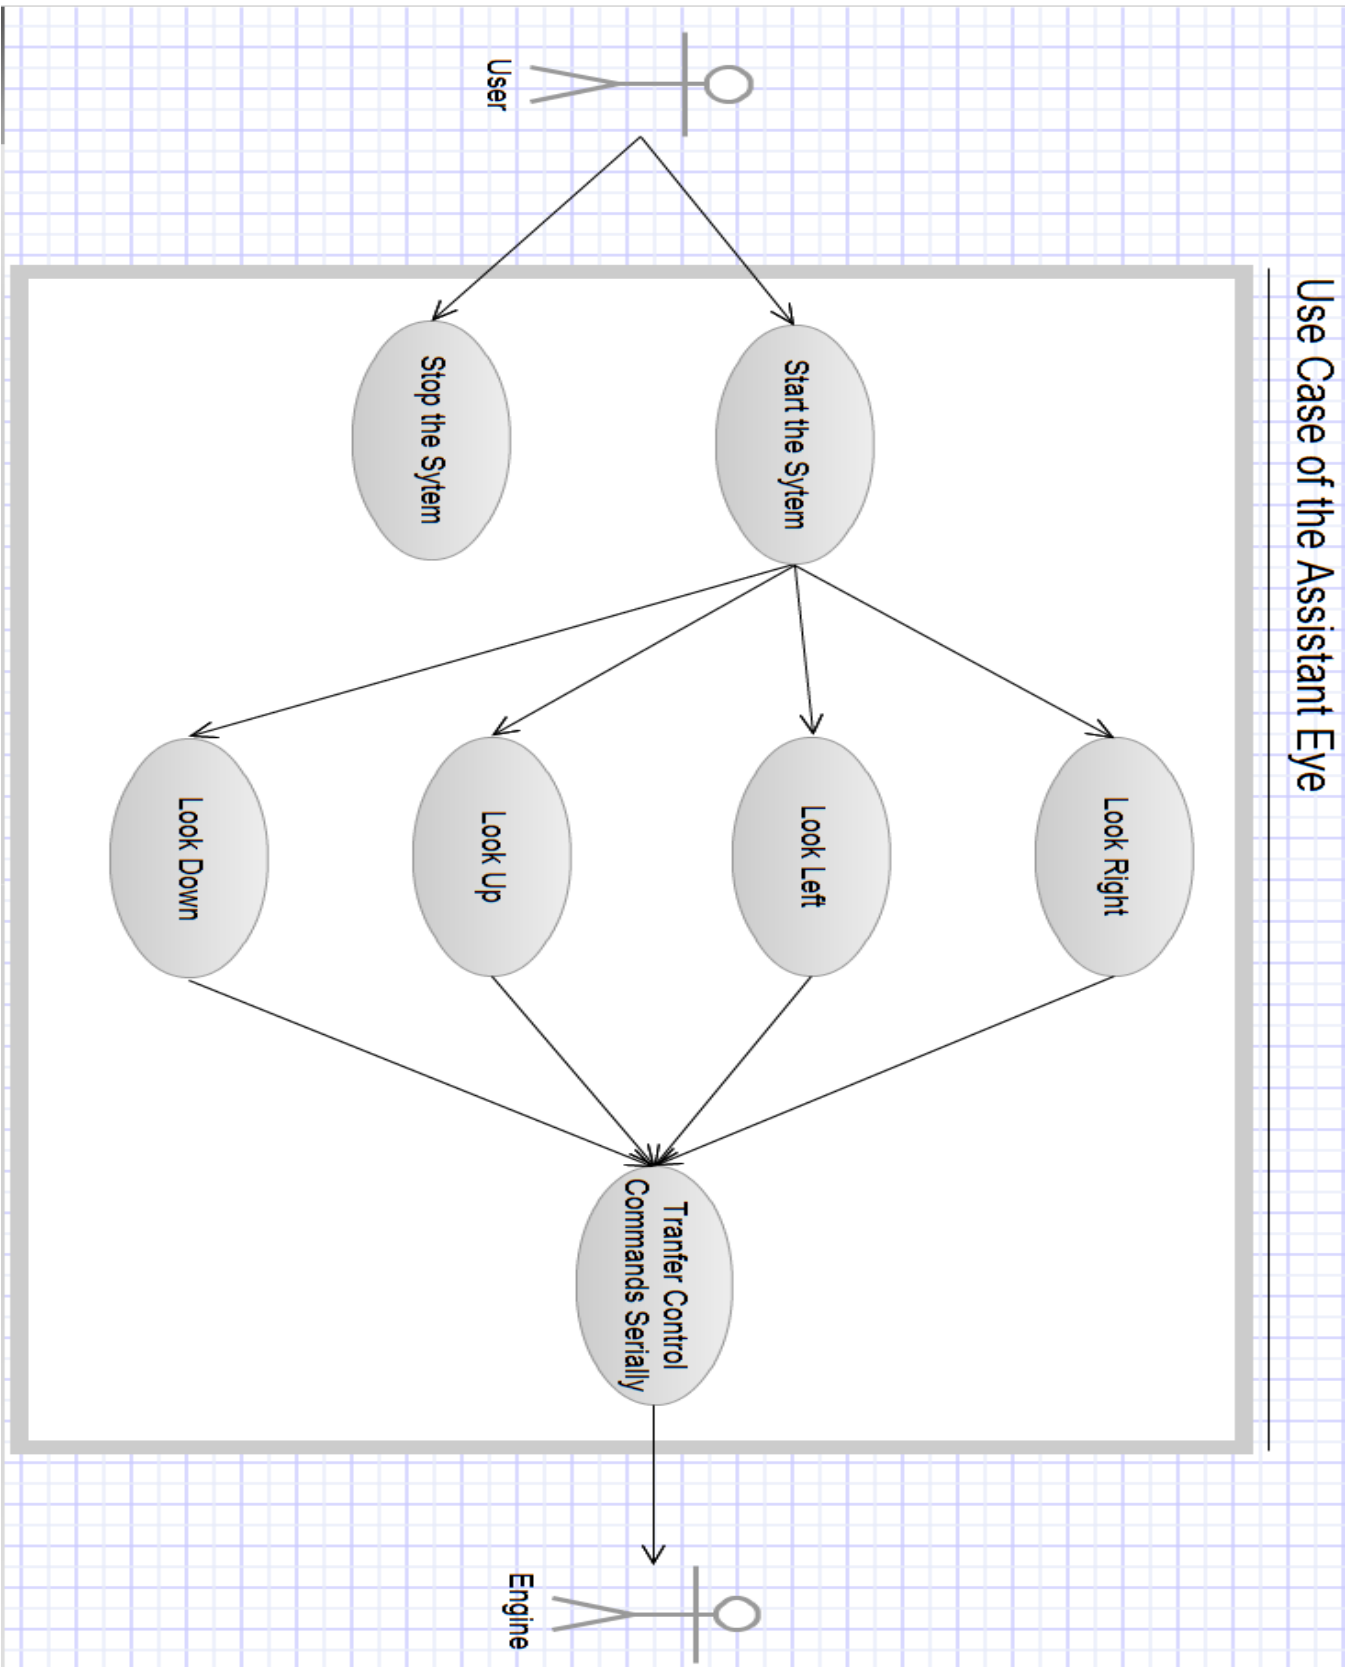 Use Case of the Assistant Eye
User
Start the Sytem
Stop the Sytem
Look Right
Look Left
Look Up
Look Down
Tranfer Control
Commands Serially
Engine